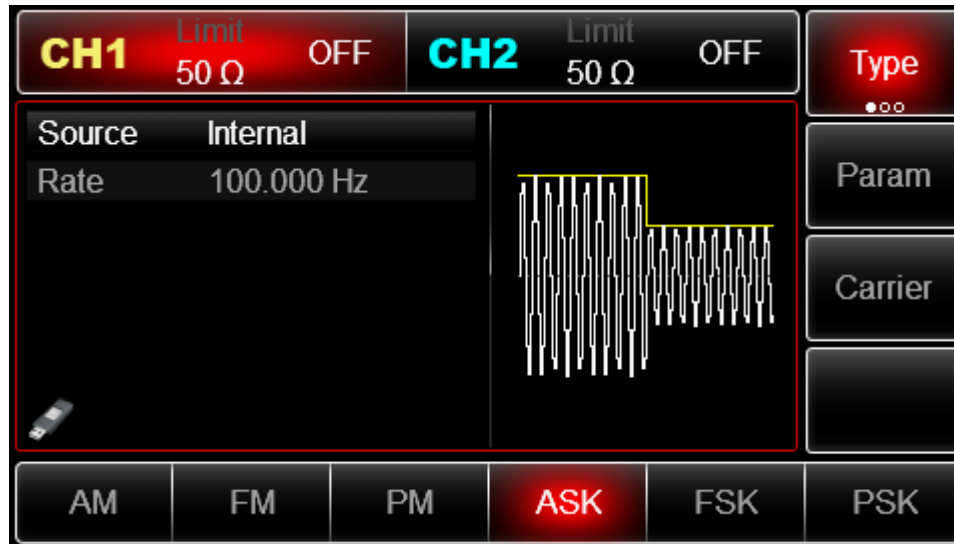 CH1 Limit 50 Ω OFF CH2 Limit 50 Ω OFF Type
Source Internal
Rate 100.000 Hz
Param
Carrier
AM FM PM ASK FSK PSK